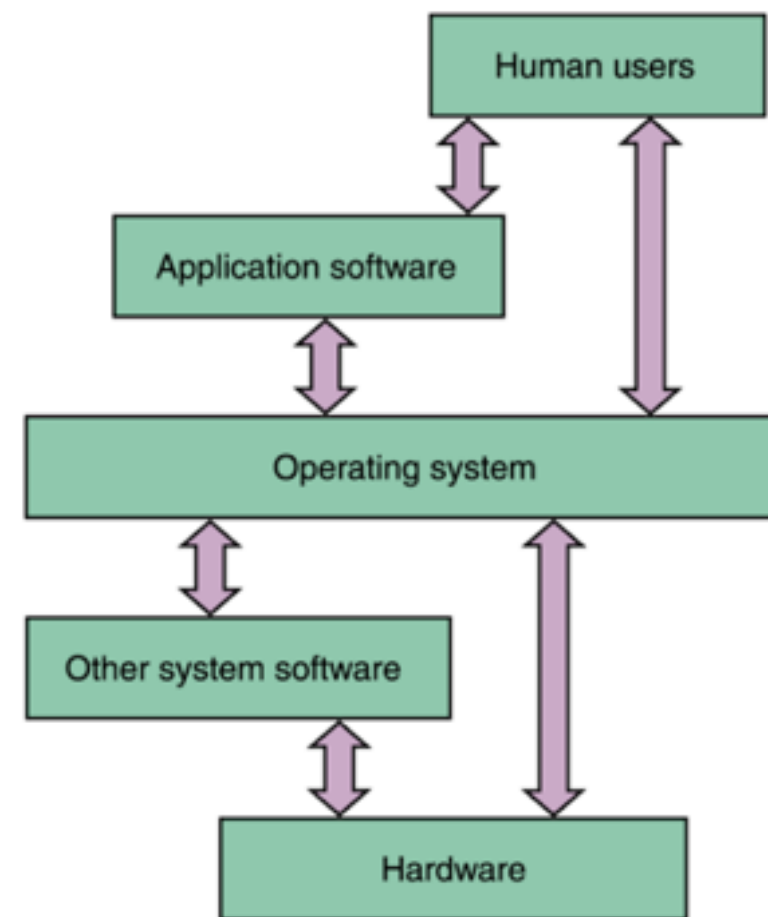 Human users
Application software
Operating system
Other system software
Hardware